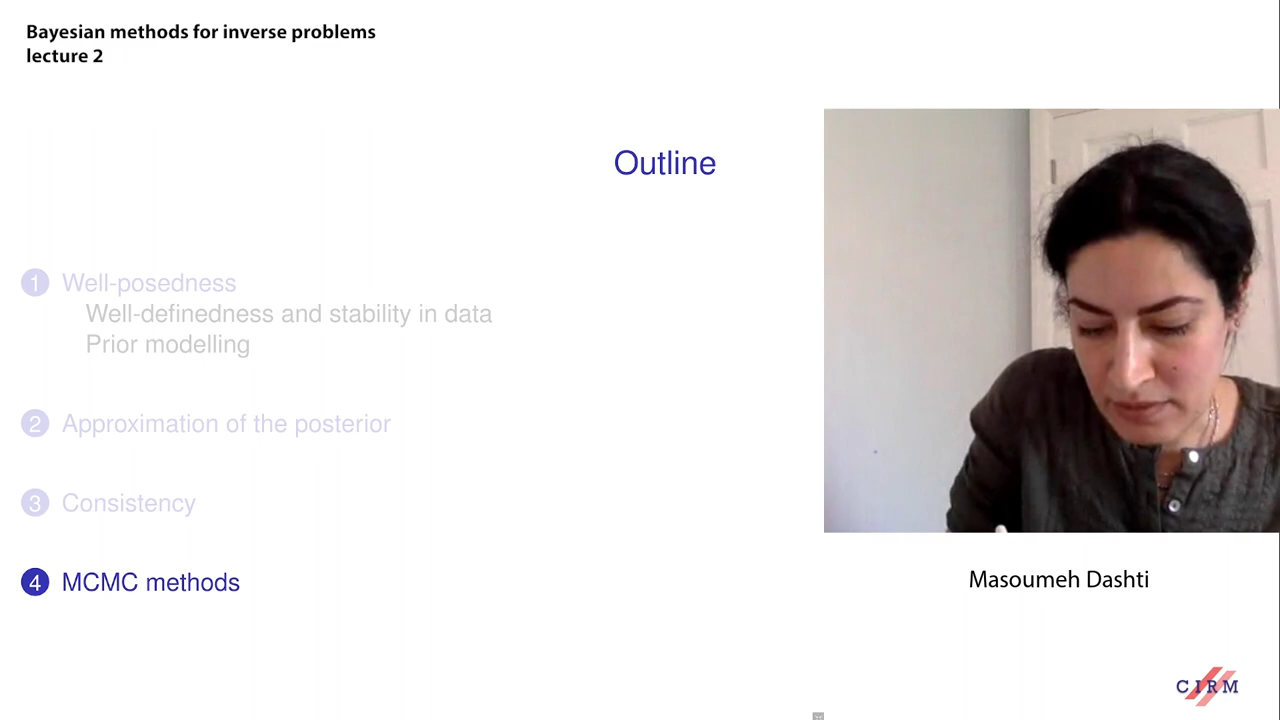 Bayesian methods for inverse problems
lecture 2
Outline
1 Well-posedness
Well-definedness and stability in data
Prior modelling
2 Approximation of the posterior
3 Consistency
4 MCMC methods
Masoumeh Dashti
CIRM